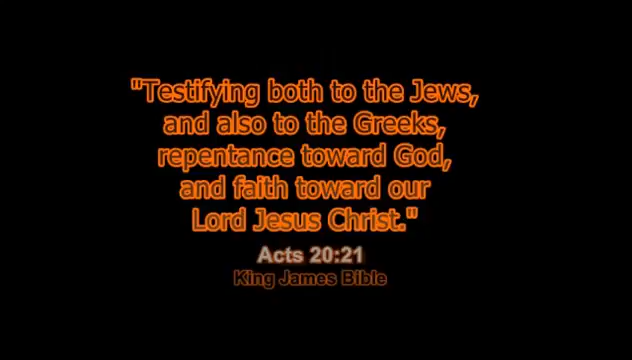 "Testifying both to the Jews,
and also to the Greeks,
repentance toward God,
and faith toward our
Lord Jesus Christ."
Acts 20:21
King James Bible